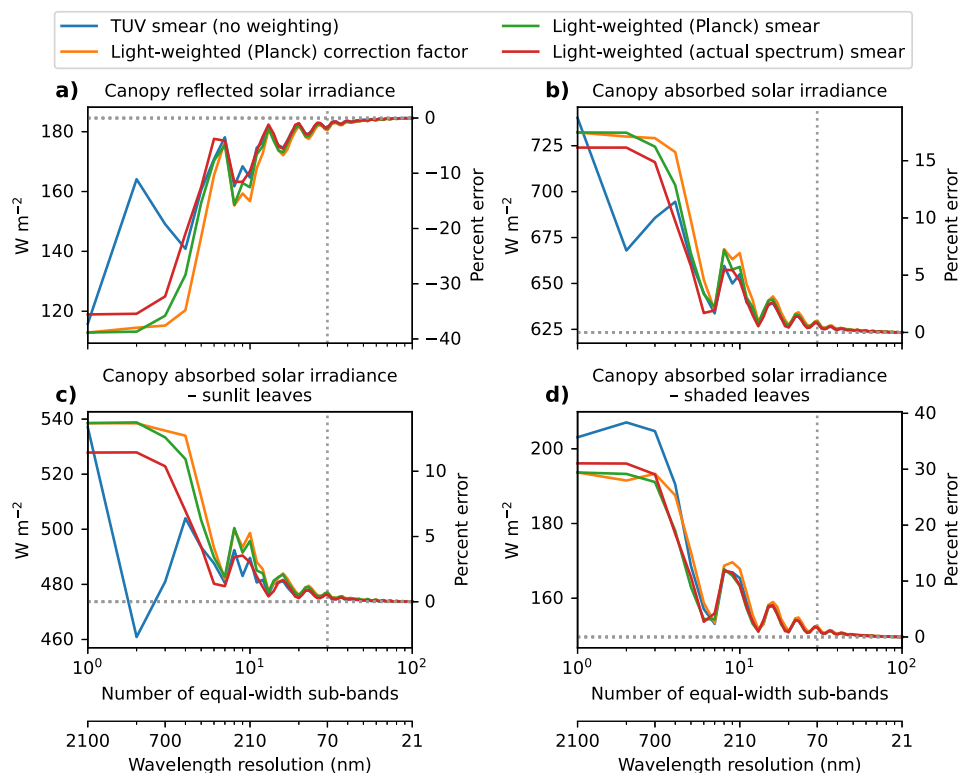 TUV smear (no weighting)
Light-weighted (Planck) correction factor
Light-weighted (Planck) smear
Light-weighted (actual spectrum) smear
a)
Canopy reflected solar irradiance
180
160
140
120
W m⁻²
0
−10
−20
−30
−40
Percent error
b)
Canopy absorbed solar irradiance
725
700
675
650
625
W m⁻²
15
10
5
0
Percent error
c)
Canopy absorbed solar irradiance
– sunlit leaves
540
520
500
480
460
W m⁻²
10
5
0
Percent error
10⁰
10¹
10²
Number of equal-width sub-bands
2100
700
210
70
21
Wavelength resolution (nm)
d)
Canopy absorbed solar irradiance
– shaded leaves
200
180
160
W m⁻²
40
30
20
10
0
Percent error
10⁰
10¹
10²
Number of equal-width sub-bands
2100
700
210
70
21
Wavelength resolution (nm)